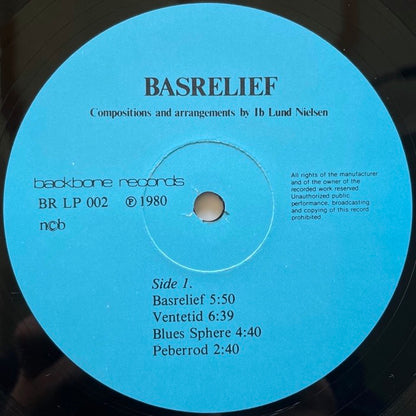 BASRELIEF
Compositions and arrangements by Ib Lund Nielsen
backbone records
BR LP 002 ℗ 1980
ncb
All rights of the manufacturer
and of the owner of the
recorded work reserved.
Unauthorized public
performance, broadcasting
and copying of this record
prohibited.
Side 1.
Basrelief 5:50
Ventetid 6:39
Blues Sphere 4:40
Peberrod 2:40